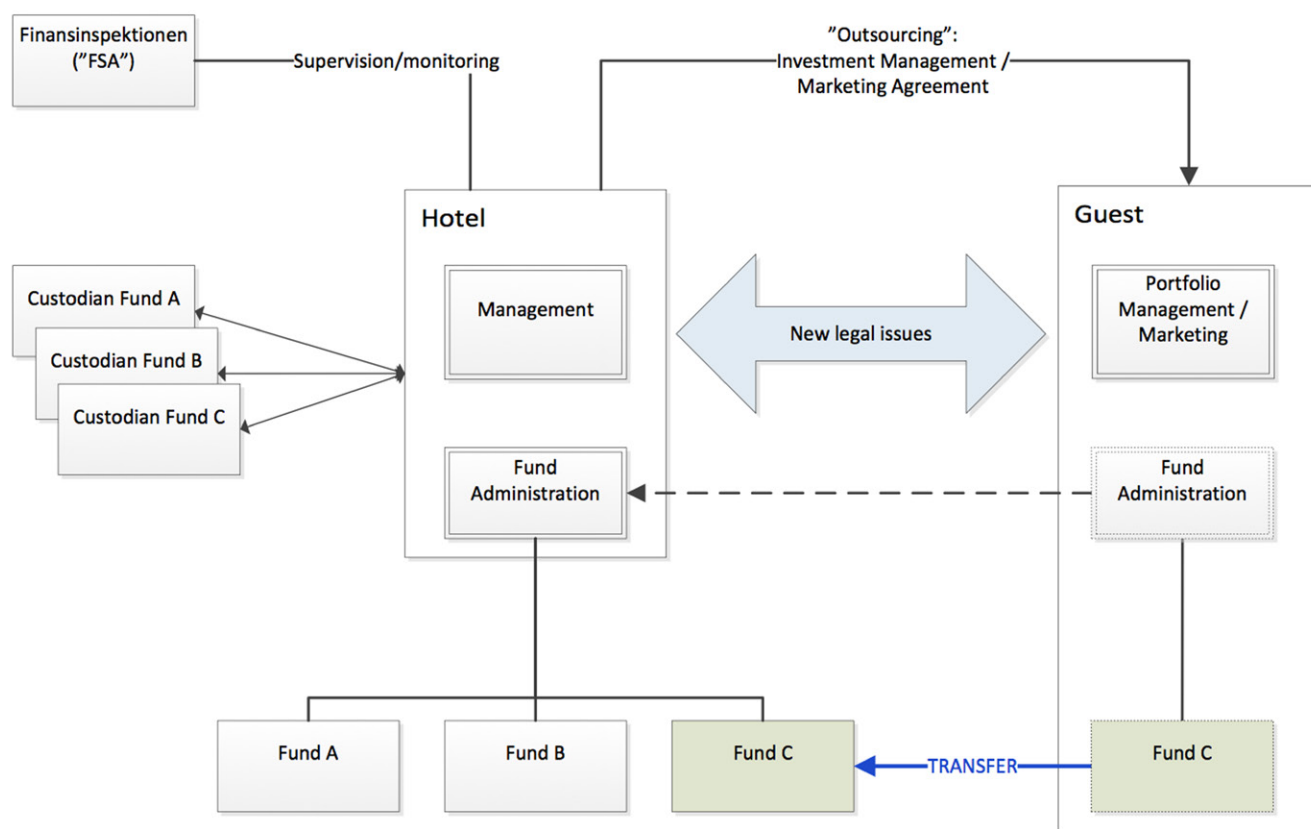 Finansinspektionen
(”FSA”)
Supervision/monitoring
”Outsourcing”:
Investment Management /
Marketing Agreement
Hotel
Guest
Custodian Fund A
Custodian Fund B
Custodian Fund C
Management
New legal issues
Portfolio
Management /
Marketing
Fund
Administration
Fund
Administration
Fund A
Fund B
Fund C
TRANSFER
Fund C